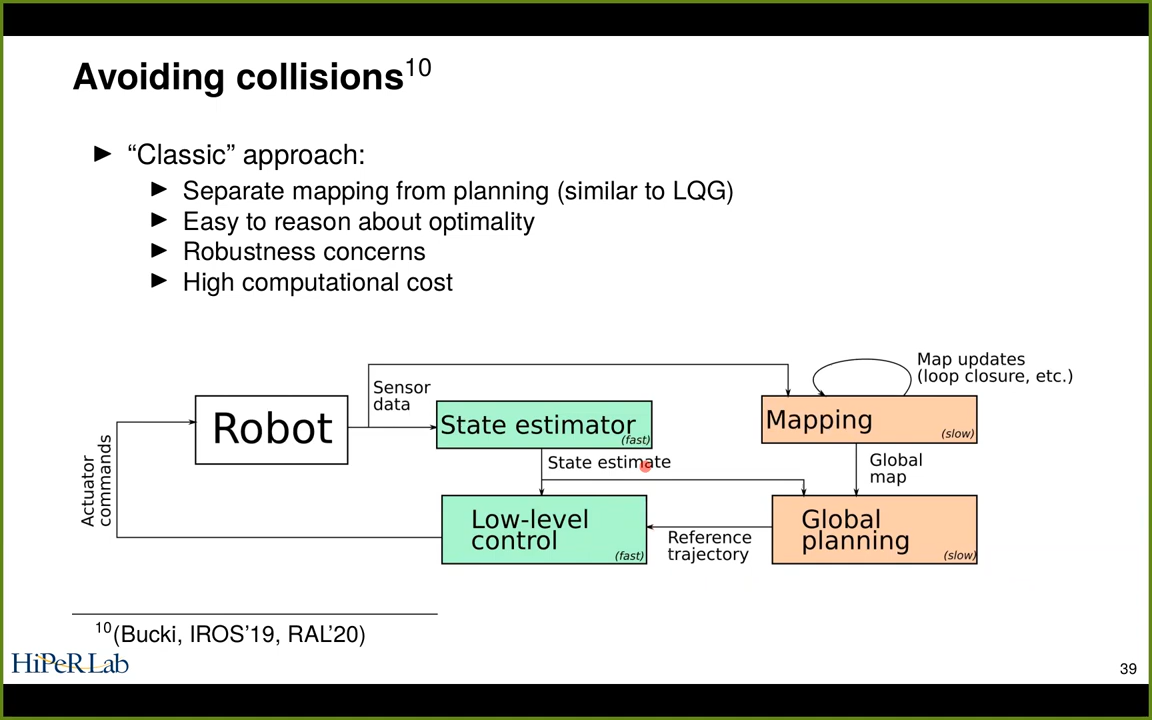 Avoiding collisions10
► “Classic” approach:
► Separate mapping from planning (similar to LQG)
► Easy to reason about optimality
► Robustness concerns
► High computational cost
Map updates
(loop closure, etc.)
Sensor
data
Robot
State estimator
(fast)
Mapping
(slow)
Actuator
commands
State estimate
Global
map
Low-level
control
(fast)
Reference
trajectory
Global
planning
(slow)
10(Bucki, IROS’19, RAL’20)
HiPeRLab
39